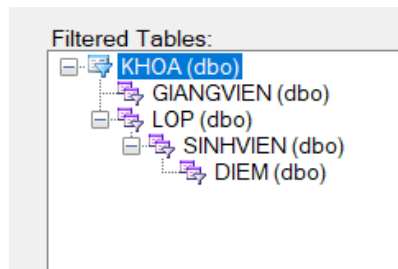 Filtered Tables:
KHOA (dbo)
GIANGVIEN (dbo)
LOP (dbo)
SINHVIEN (dbo)
DIEM (dbo)